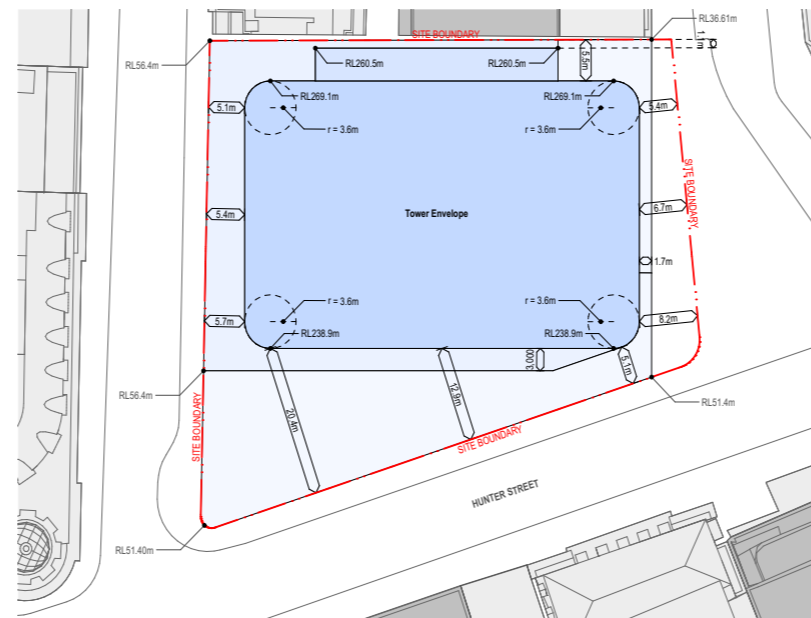 RL36.61m
SITE BOUNDARY
1.1m
RL56.4m
RL260.5m
RL260.5m
5.5m
RL269.1m
RL269.1m
5.1m
5.4m
r = 3.6m
r = 3.6m
SITE BOUNDARY
5.4m
Tower Envelope
6.7m
1.7m
r = 3.6m
r = 3.6m
5.7m
8.2m
RL238.9m
RL238.9m
3,000
5.1m
RL56.4m
12.9m
RL51.4m
20.4m
SITE BOUNDARY
SITE BOUNDARY
HUNTER STREET
RL51.40m